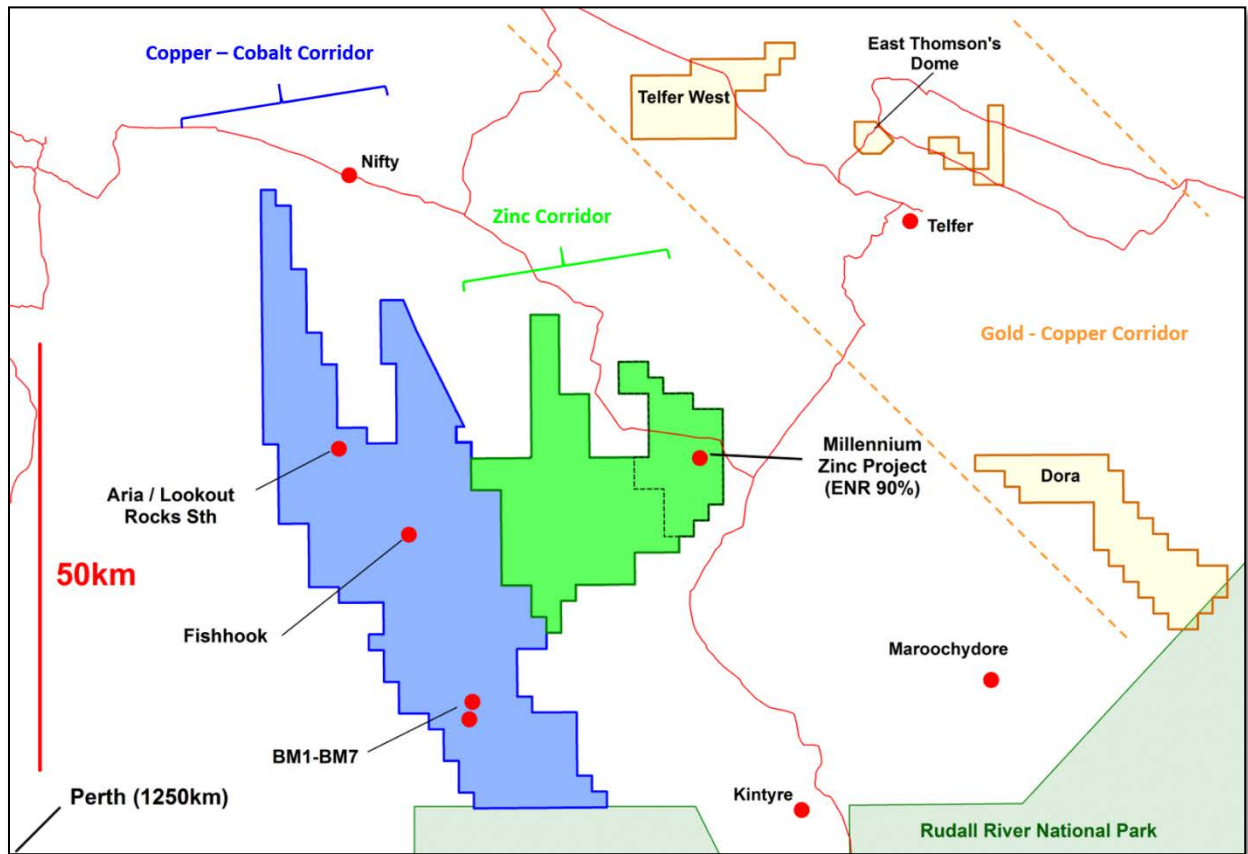 Copper – Cobalt Corridor
East Thomson's
Dome
Telfer West
Nifty
Zinc Corridor
Telfer
Gold - Copper Corridor
Millennium
Zinc Project
(ENR 90%)
Dora
Aria / Lookout
Rocks Sth
50km
Fishhook
Maroochydore
BM1-BM7
Perth (1250km)
Kintyre
Rudall River National Park